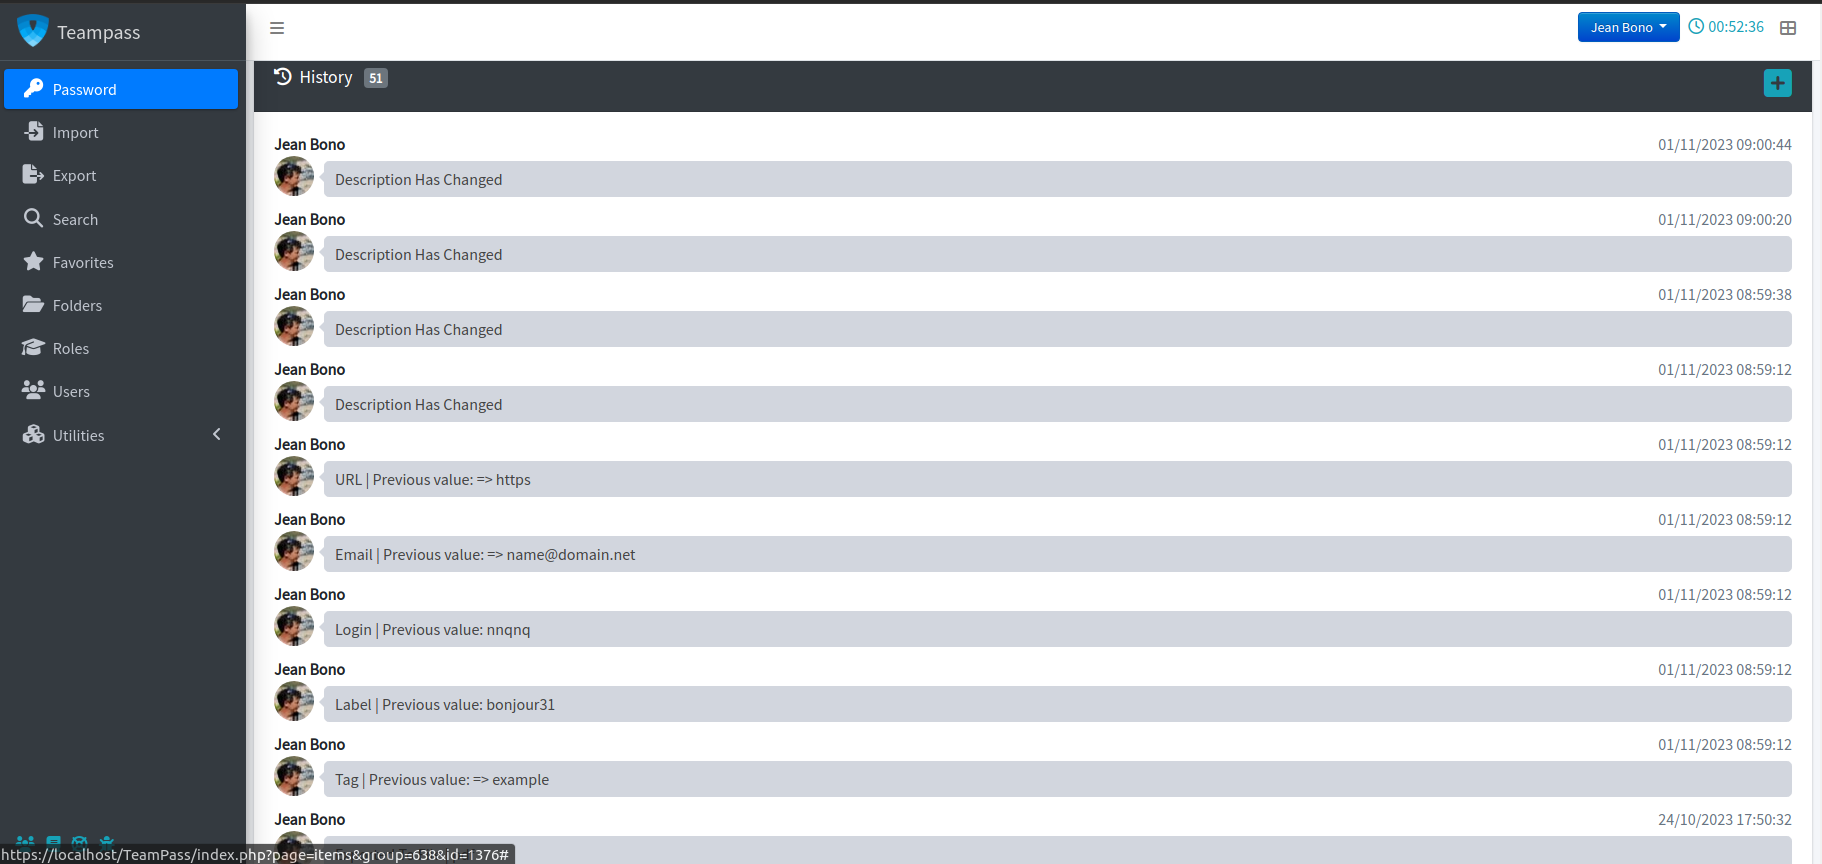 Teampass
Jean Bono
00:52:36
Password
Import
Export
Search
Favorites
Folders
Roles
Users
Utilities
History 51
Jean Bono 01/11/2023 09:00:44
Description Has Changed
Jean Bono 01/11/2023 09:00:20
Description Has Changed
Jean Bono 01/11/2023 08:59:38
Description Has Changed
Jean Bono 01/11/2023 08:59:12
Description Has Changed
Jean Bono 01/11/2023 08:59:12
URL | Previous value: => https
Jean Bono 01/11/2023 08:59:12
Email | Previous value: => name@domain.net
Jean Bono 01/11/2023 08:59:12
Login | Previous value: nnqnq
Jean Bono 01/11/2023 08:59:12
Label | Previous value: bonjour31
Jean Bono 01/11/2023 08:59:12
Tag | Previous value: => example
Jean Bono 24/10/2023 17:50:32
https://localhost/TeamPass/index.php?page=items&group=638&id=1376#